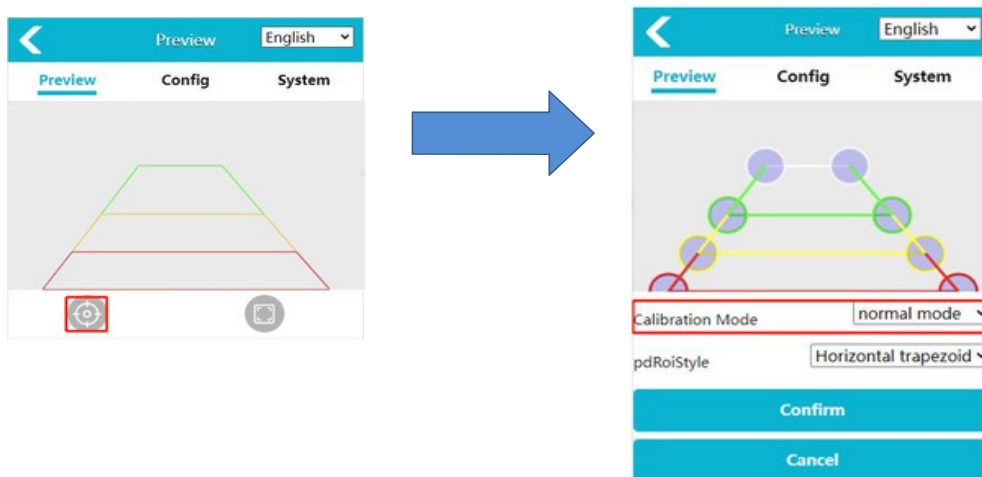 Preview English
Preview Config System
Preview English
Preview Config System
Calibration Mode normal mode
pdRoiStyle Horizontal trapezoid
Confirm
Cancel